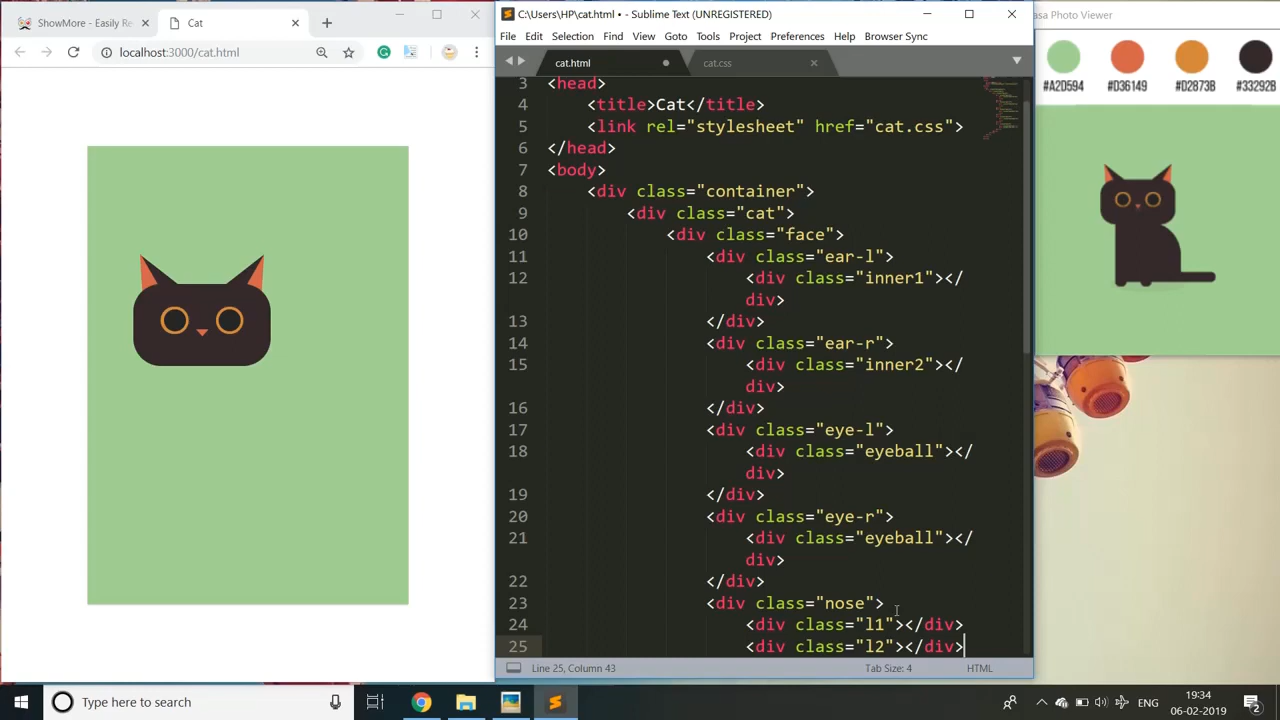 ShowMore - Easily Re
Cat
localhost:3000/cat.html
C:\Users\HP\cat.html • - Sublime Text (UNREGISTERED)
File Edit Selection Find View Goto Tools Project Preferences Help Browser Sync
cat.html
cat.css
3 <head>
4 <title>Cat</title>
5 <link rel="stylesheet" href="cat.css">
6 </head>
7 <body>
8 <div class="container">
9 <div class="cat">
10 <div class="face">
11 <div class="ear-l">
12 <div class="inner1"></
div>
13 </div>
14 <div class="ear-r">
15 <div class="inner2"></
div>
16 </div>
17 <div class="eye-l">
18 <div class="eyeball"></
div>
19 </div>
20 <div class="eye-r">
21 <div class="eyeball"></
div>
22 </div>
23 <div class="nose">
24 <div class="l1"></div>
25 <div class="l2"></div>
Line 25, Column 43
Tab Size: 4
HTML
asa Photo Viewer
#A2D594 #D36149 #D2873B #33292B
Type here to search
ENG
19:34
06-02-2019
2